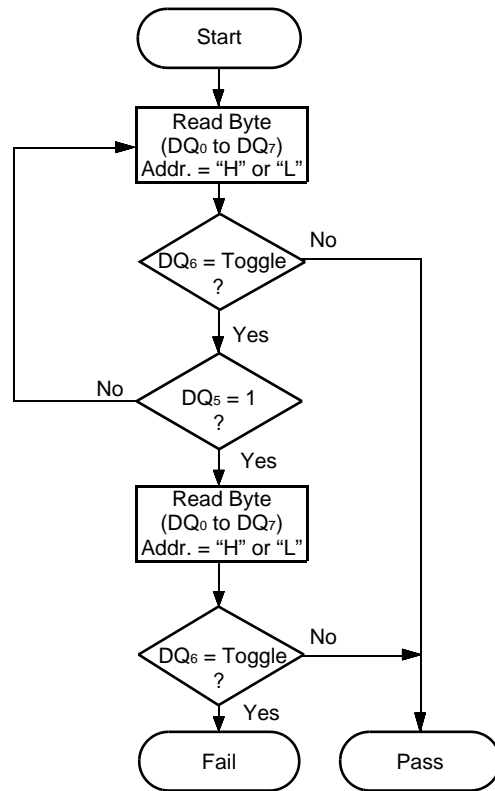 Start
Read Byte
(DQ₀ to DQ₇)
Addr. = “H” or “L”
No
DQ₆ = Toggle
?
Yes
No
DQ₅ = 1
?
Yes
Read Byte
(DQ₀ to DQ₇)
Addr. = “H” or “L”
No
DQ₆ = Toggle
?
Yes
Fail
Pass